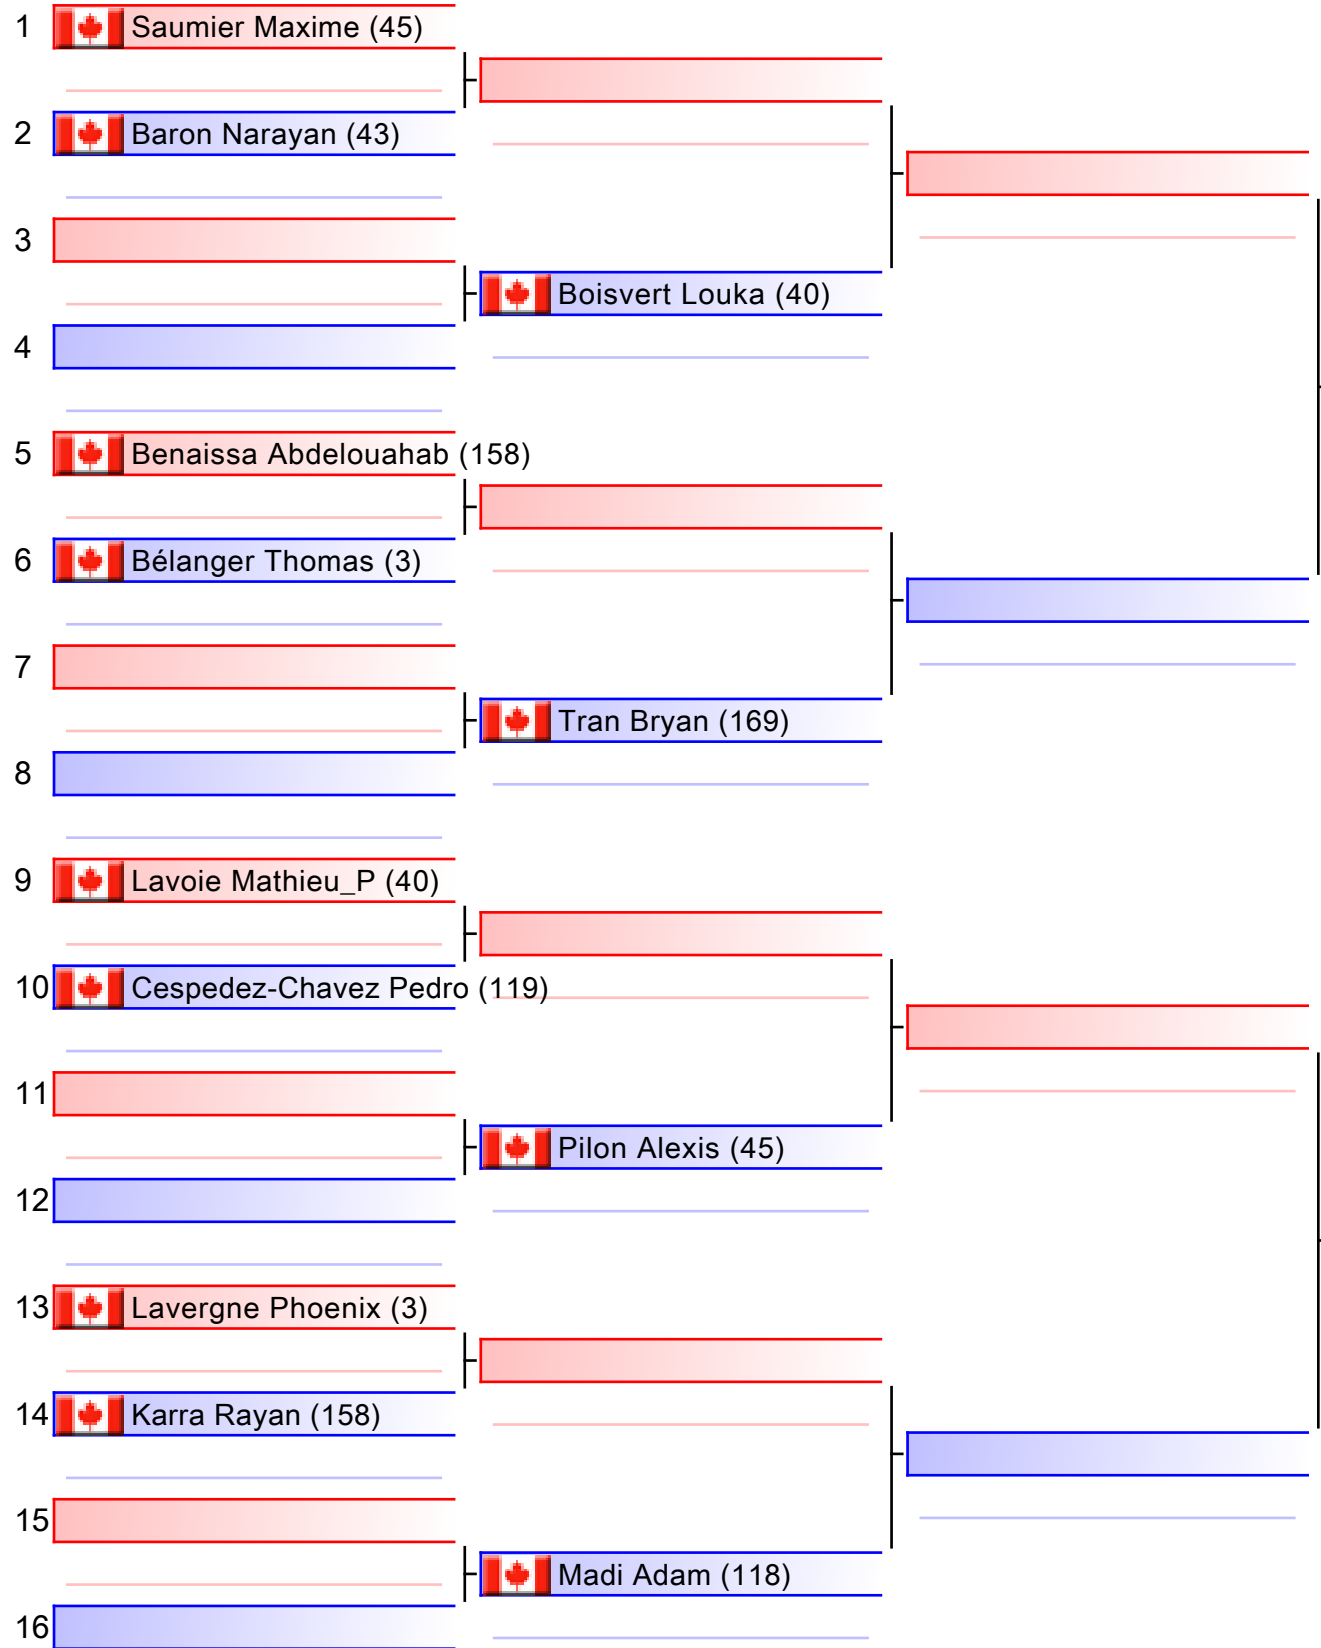 1 Saumier Maxime (45)
2 Baron Narayan (43)
3
Boisvert Louka (40)
4
5 Benaissa Abdelouahab (158)
6 Bélanger Thomas (3)
7
Tran Bryan (169)
8
9 Lavoie Mathieu_P (40)
10 Cespedez-Chavez Pedro (119)
11
Pilon Alexis (45)
12
13 Lavergne Phoenix (3)
14 Karra Rayan (158)
15
Madi Adam (118)
16